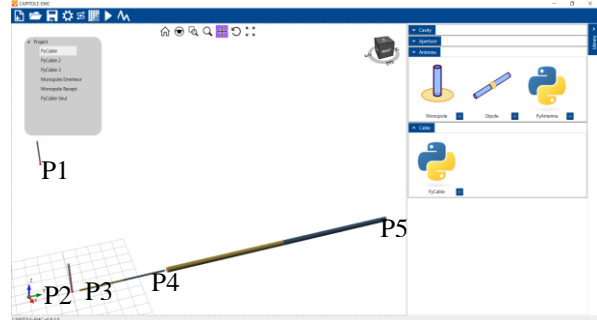 CAPITOLE-EMC
Project
PyCable
PyCable 2
PyCable 3
Monopole Emetteur
Monopole Recept
PyCable Seul
Cavity
Aperture
Antenna
Monopole
Dipole
PyAntenna
Cable
PyCable
Library
P1
P2
P3
P4
P5
Z